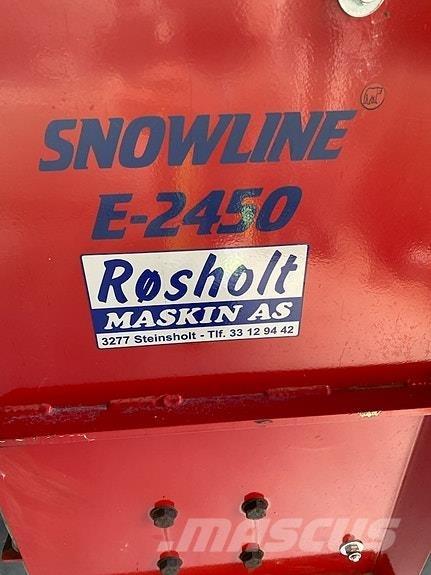 SNOWLINE
E-2450
Røsholt
MASKIN AS
3277 Steinsholt - Tlf. 33 12 94 42
MASCUS